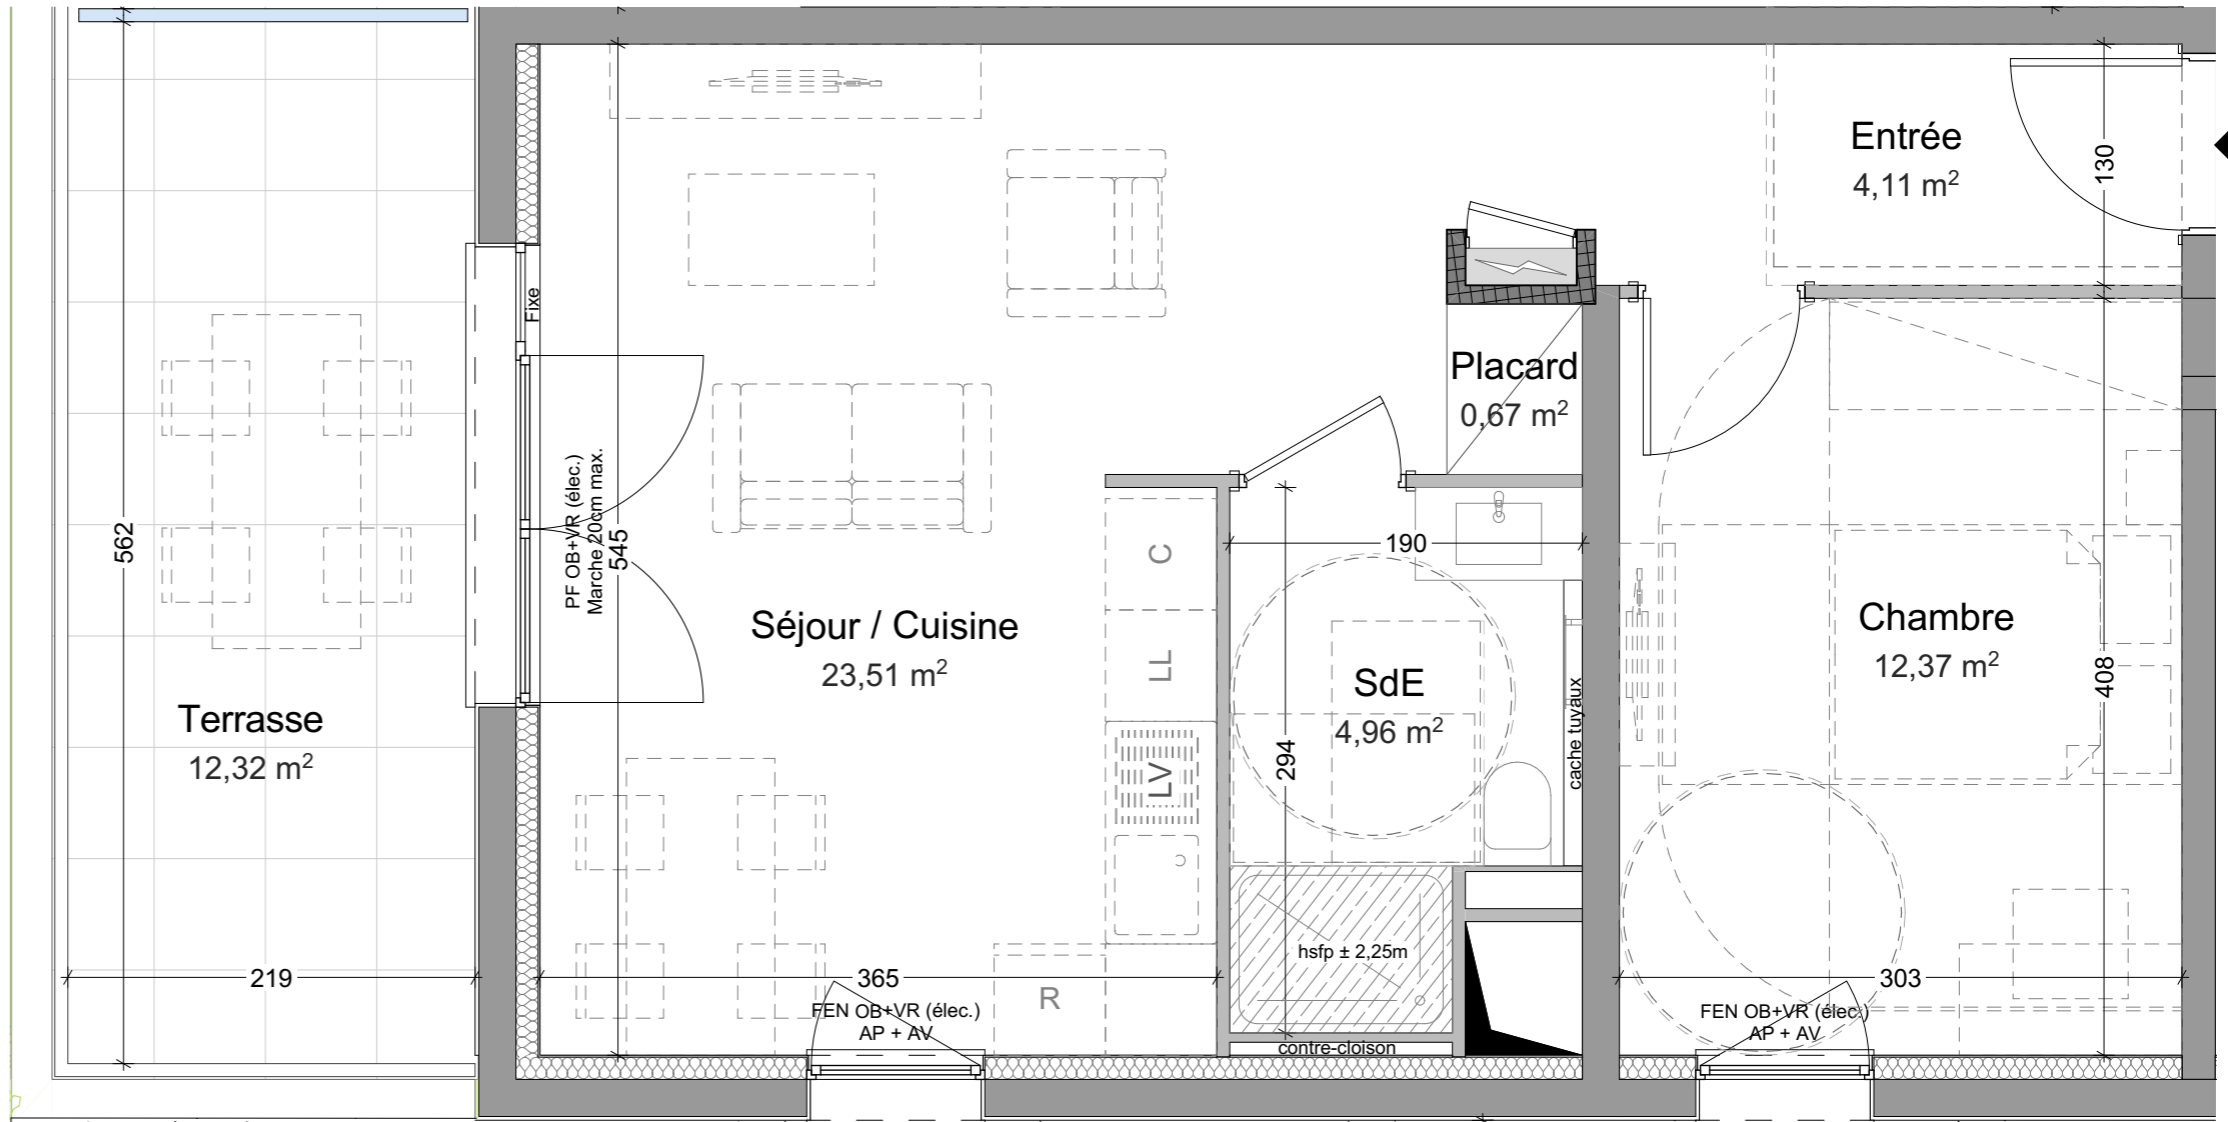 Entrée
4,11 m²
130
Fixe
Placard
0,67 m²
PF OB+VR (élec.)
Marche 20cm max.
545
562
C
190
Séjour / Cuisine
23,51 m²
LL
SdE
4,96 m²
cache tuyaux
Chambre
12,37 m²
408
Terrasse
12,32 m²
LV
294
hsfp ± 2,25m
219
365
R
303
FEN OB+VR (élec.)
AP + AV
FEN OB+VR (élec.)
AP + AV
contre-cloison